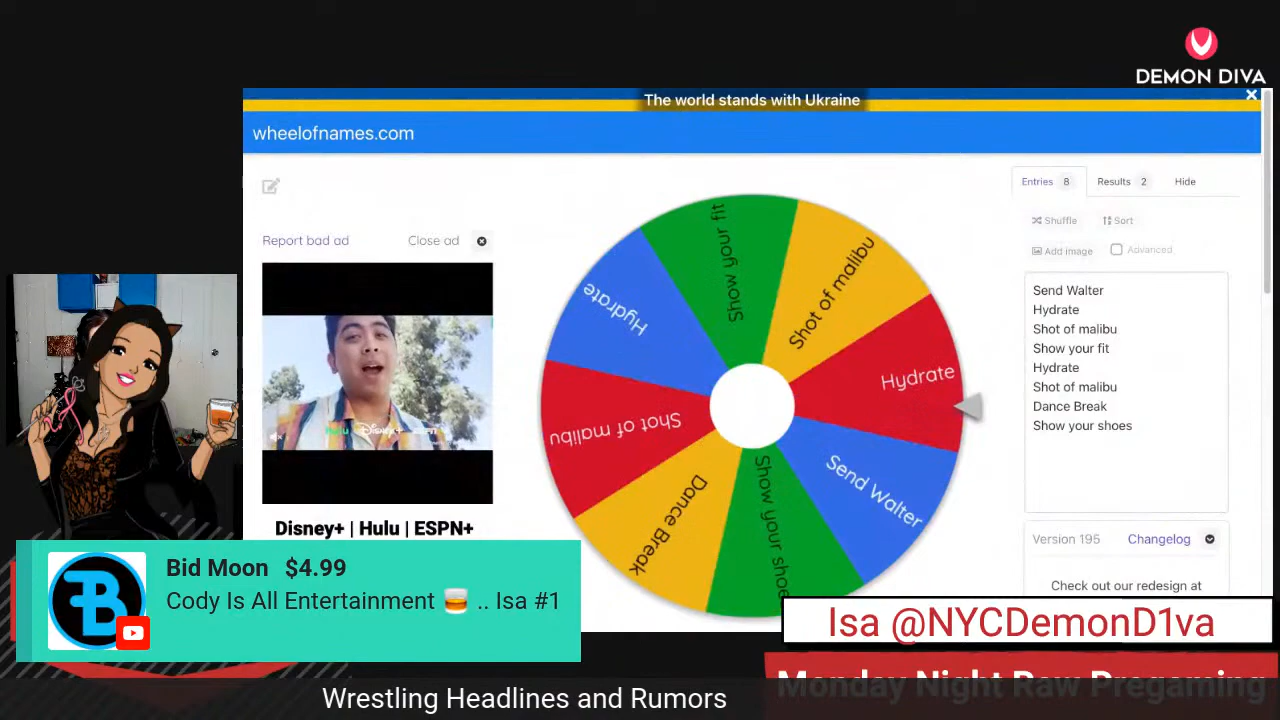 DEMON DIVA
The world stands with Ukraine
wheelofnames.com
Entries 8 Results 2 Hide
Shuffle Sort
Add image Advanced
Report bad ad Close ad
Send Walter
Hydrate
Shot of malibu
Show your fit
Hydrate
Shot of malibu
Dance Break
Show your shoes
Show your fit
Shot of malibu
Hydrate
Send Walter
Show your shoe
Dance Break
Shot of malibu
Hydrate
hulu Disney+ ESPN+
Disney+ | Hulu | ESPN+
Version 195 Changelog
Check out our redesign at
Bid Moon $4.99
Cody Is All Entertainment 🥃 .. Isa #1
Isa @NYCDemonD1va
Monday Night Raw Pregaming
Wrestling Headlines and Rumors